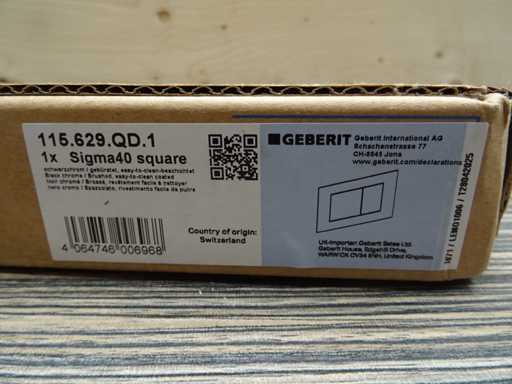 115.629.QD.1
1x Sigma40 square
schwarzchrom / gebürstet, easy-to-clean-beschichtet
Black chrome / Brushed, easy-to-clean coated
Noir chromé / Brossé, revêtement facile à nettoyer
nero cromo / Spazzolato, rivestimento facile da pulire
4 064746 006968
Country of origin:
Switzerland
GEBERIT
Geberit International AG
Schachenstrasse 77
CH-8645 Jona
www.geberit.com/declarations
UK-Importer: Geberit Sales Ltd.
Geberit House, Edgehill Drive,
WARWICK CV34 6NH, United Kingdom
1671 / LEMO1006 / T28042025